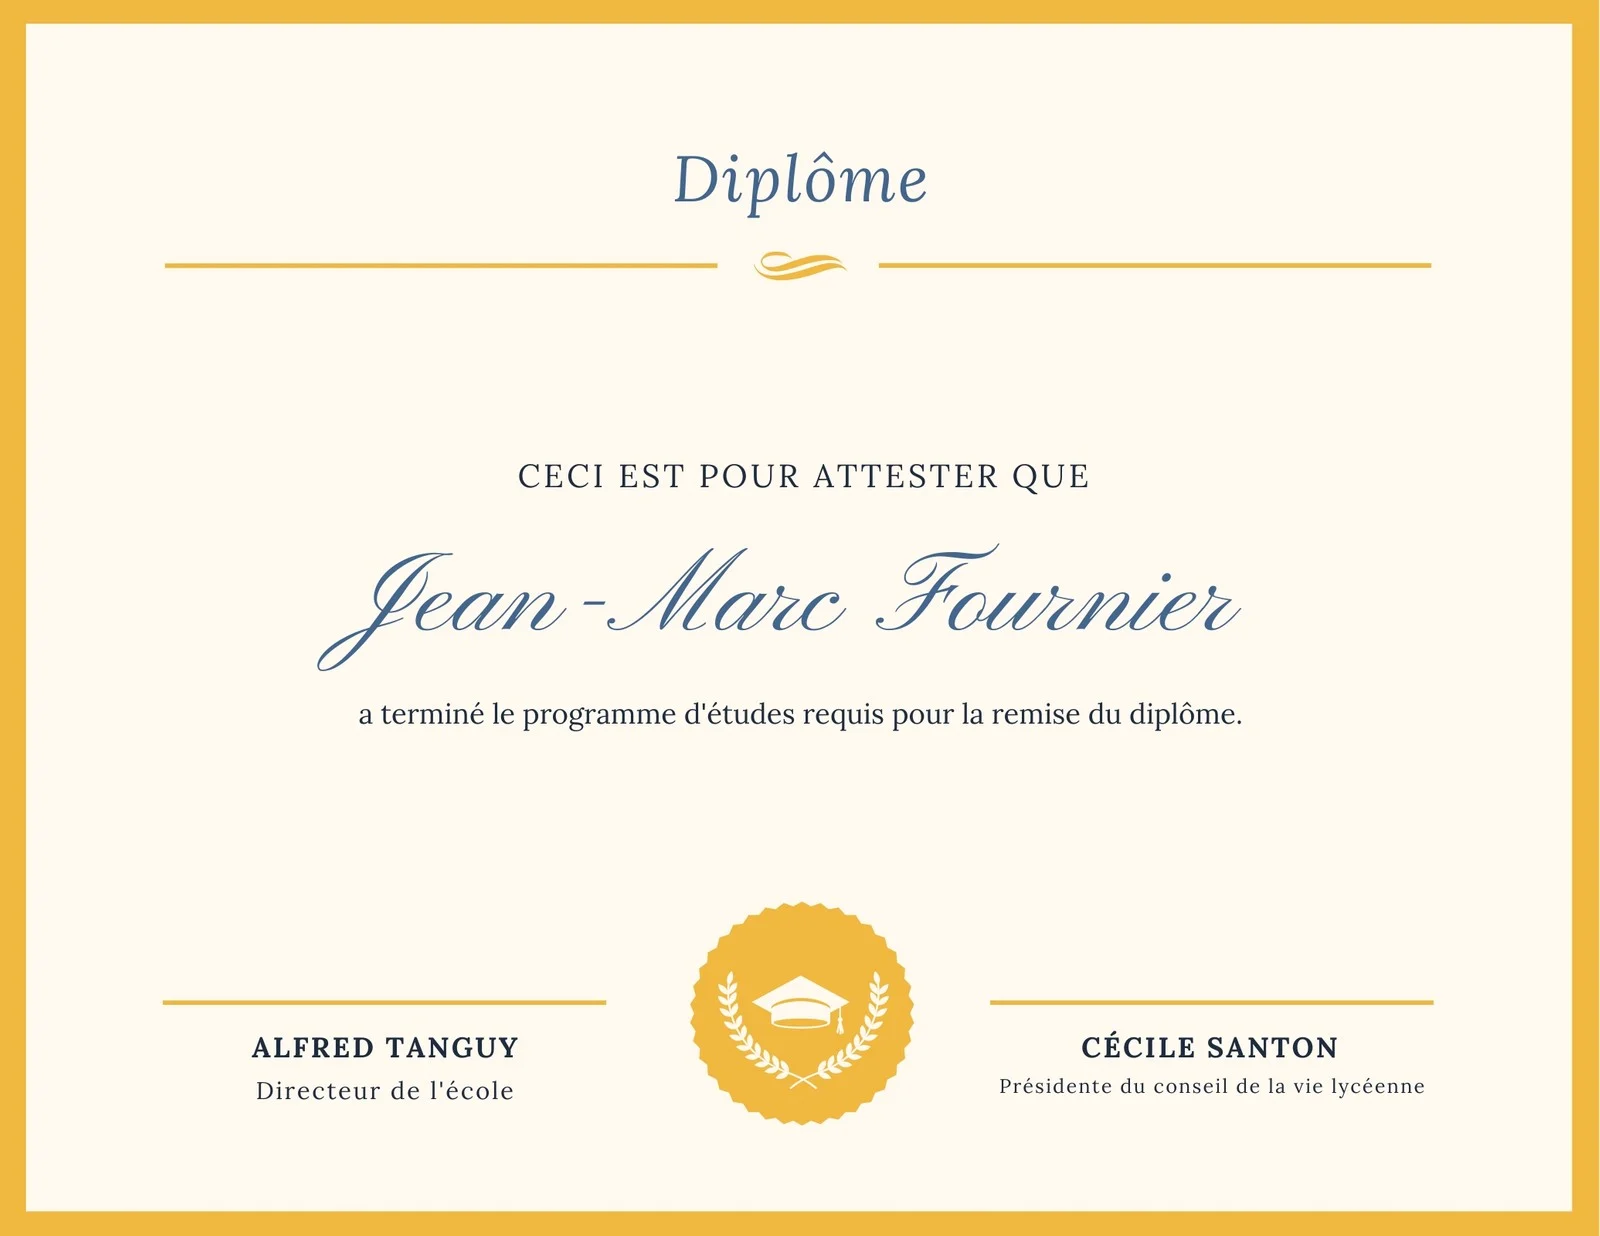 Diplôme
CECI EST POUR ATTESTER QUE
Jean-Marc Fournier
a terminé le programme d'études requis pour la remise du diplôme.
ALFRED TANGUY
Directeur de l'école
CÉCILE SANTON
Présidente du conseil de la vie lycéenne